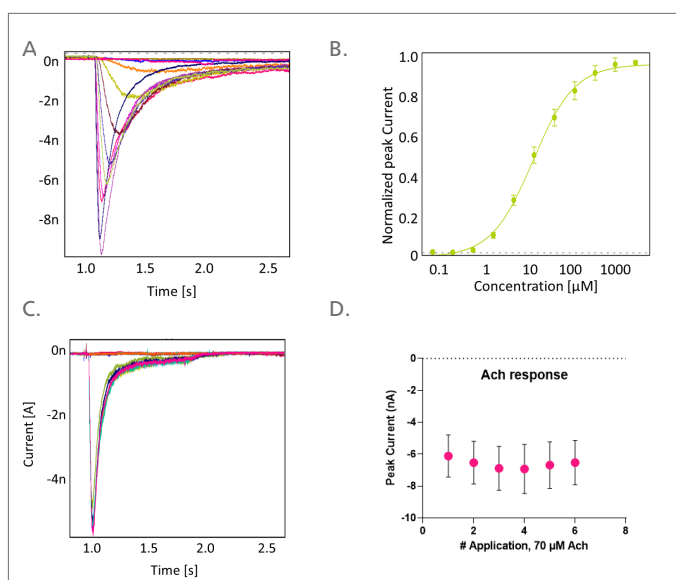 A.
0n
-2n
-4n
-6n
-8n
1.0 1.5 2.0 2.5
Time [s]
B.
Normalized peak Current
1.0
0.8
0.6
0.4
0.2
0
0.1 1 10 100 1000
Concentration [µM]
C.
Current [A]
0n
-2n
-4n
1.0 1.5 2.0 2.5
Time [s]
D.
Ach response
Peak Current (nA)
0
-2
-4
-6
-8
-10
0 2 4 6 8
# Application, 70 µM Ach